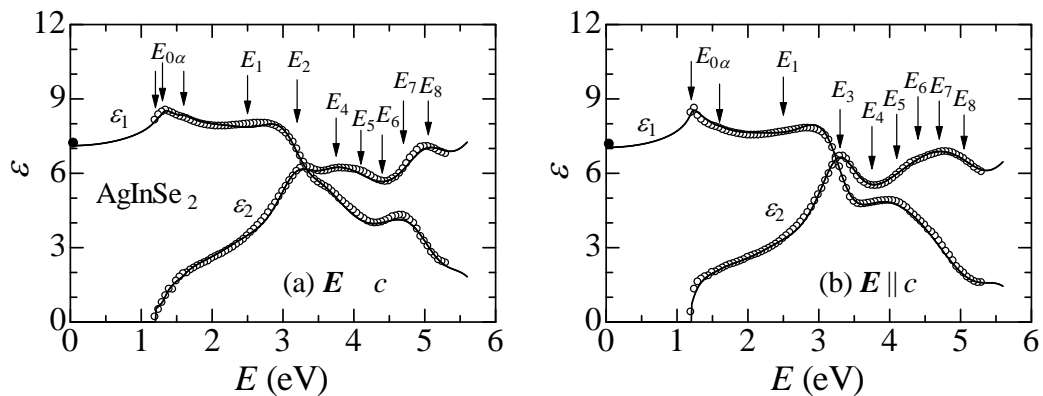 12
9
6
3
0
ε
E0α
E1
E2
E4
E5
E6
E7
E8
ε1
AgInSe2
ε2
(a) E c
0 1 2 3 4 5 6
E (eV)
12
9
6
3
0
ε
E0α
E1
E3
E4
E5
E6
E7
E8
ε1
ε2
(b) E || c
0 1 2 3 4 5 6
E (eV)